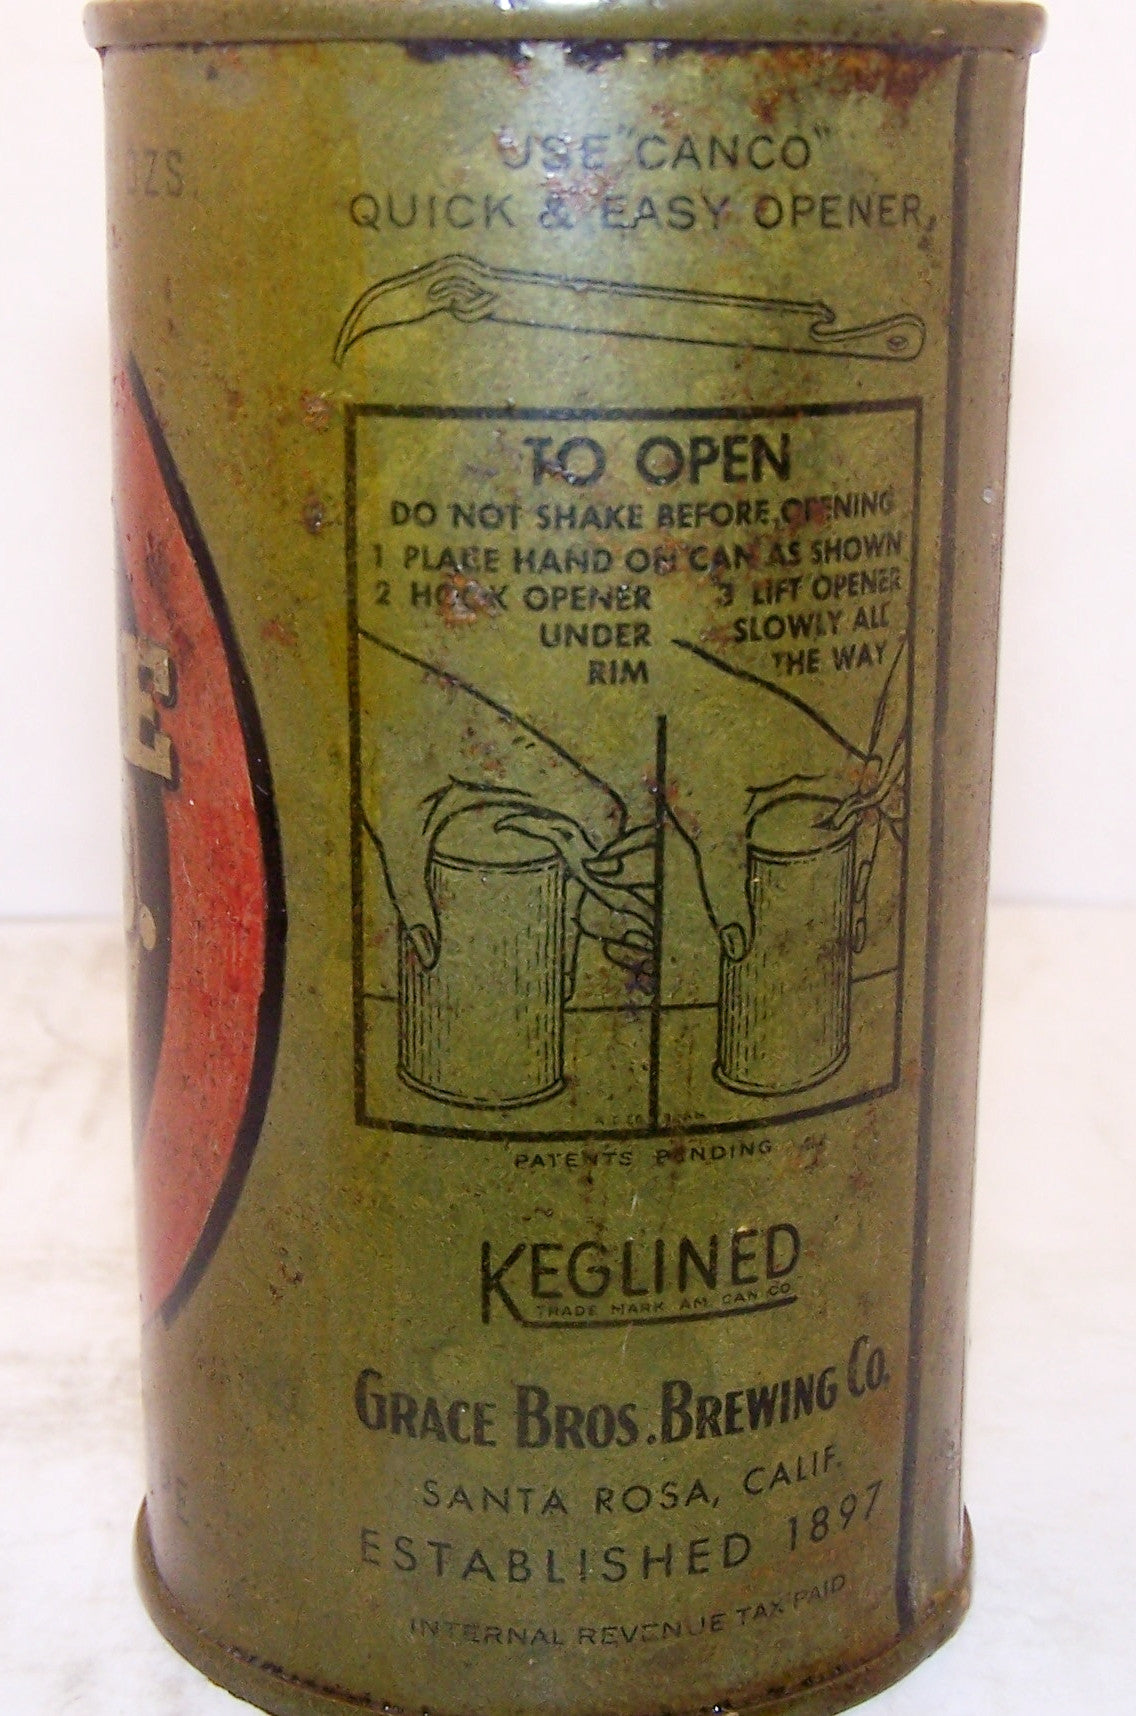 OZS.
USE "CANCO"
QUICK & EASY OPENER
TO OPEN
DO NOT SHAKE BEFORE OPENING
1 PLACE HAND ON CAN AS SHOWN
2 HOOK OPENER
UNDER
RIM
3 LIFT OPENER
SLOWLY ALL
THE WAY
PATENTS PENDING
KEGLINED
TRADE MARK AM. CAN CO.
GRACE BROS. BREWING CO.
SANTA ROSA, CALIF.
ESTABLISHED 1897
INTERNAL REVENUE TAX PAID